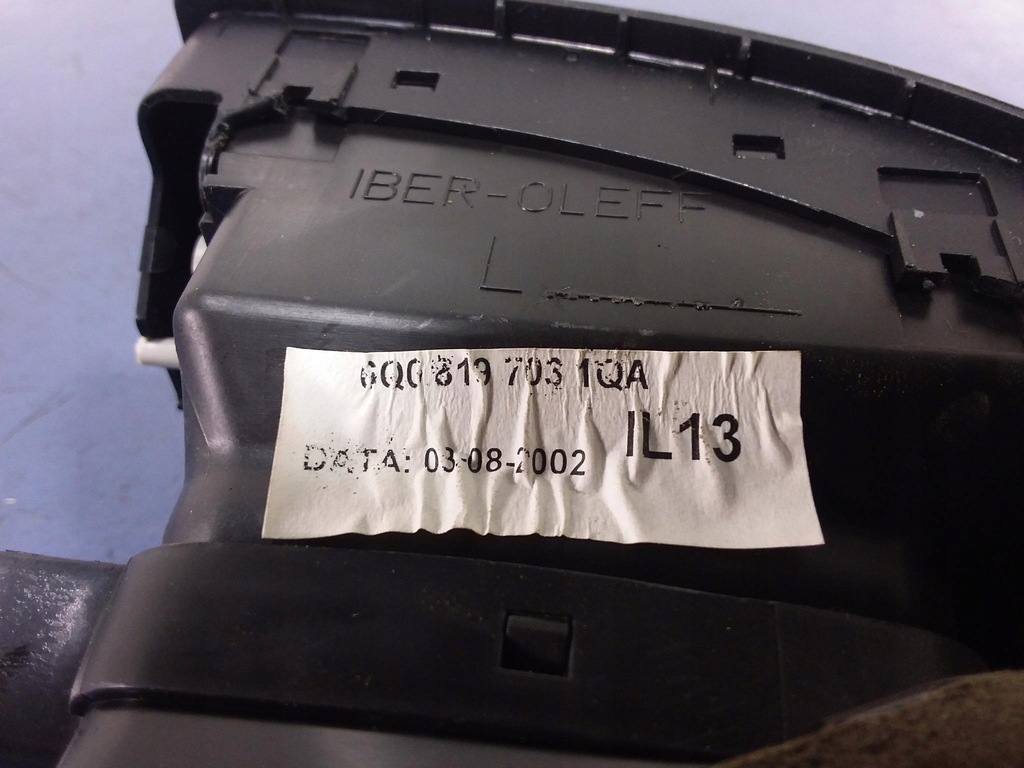 IBER-OLEFF
L
6Q0 819 703 1QA
IL13
DATA: 03-08-2002